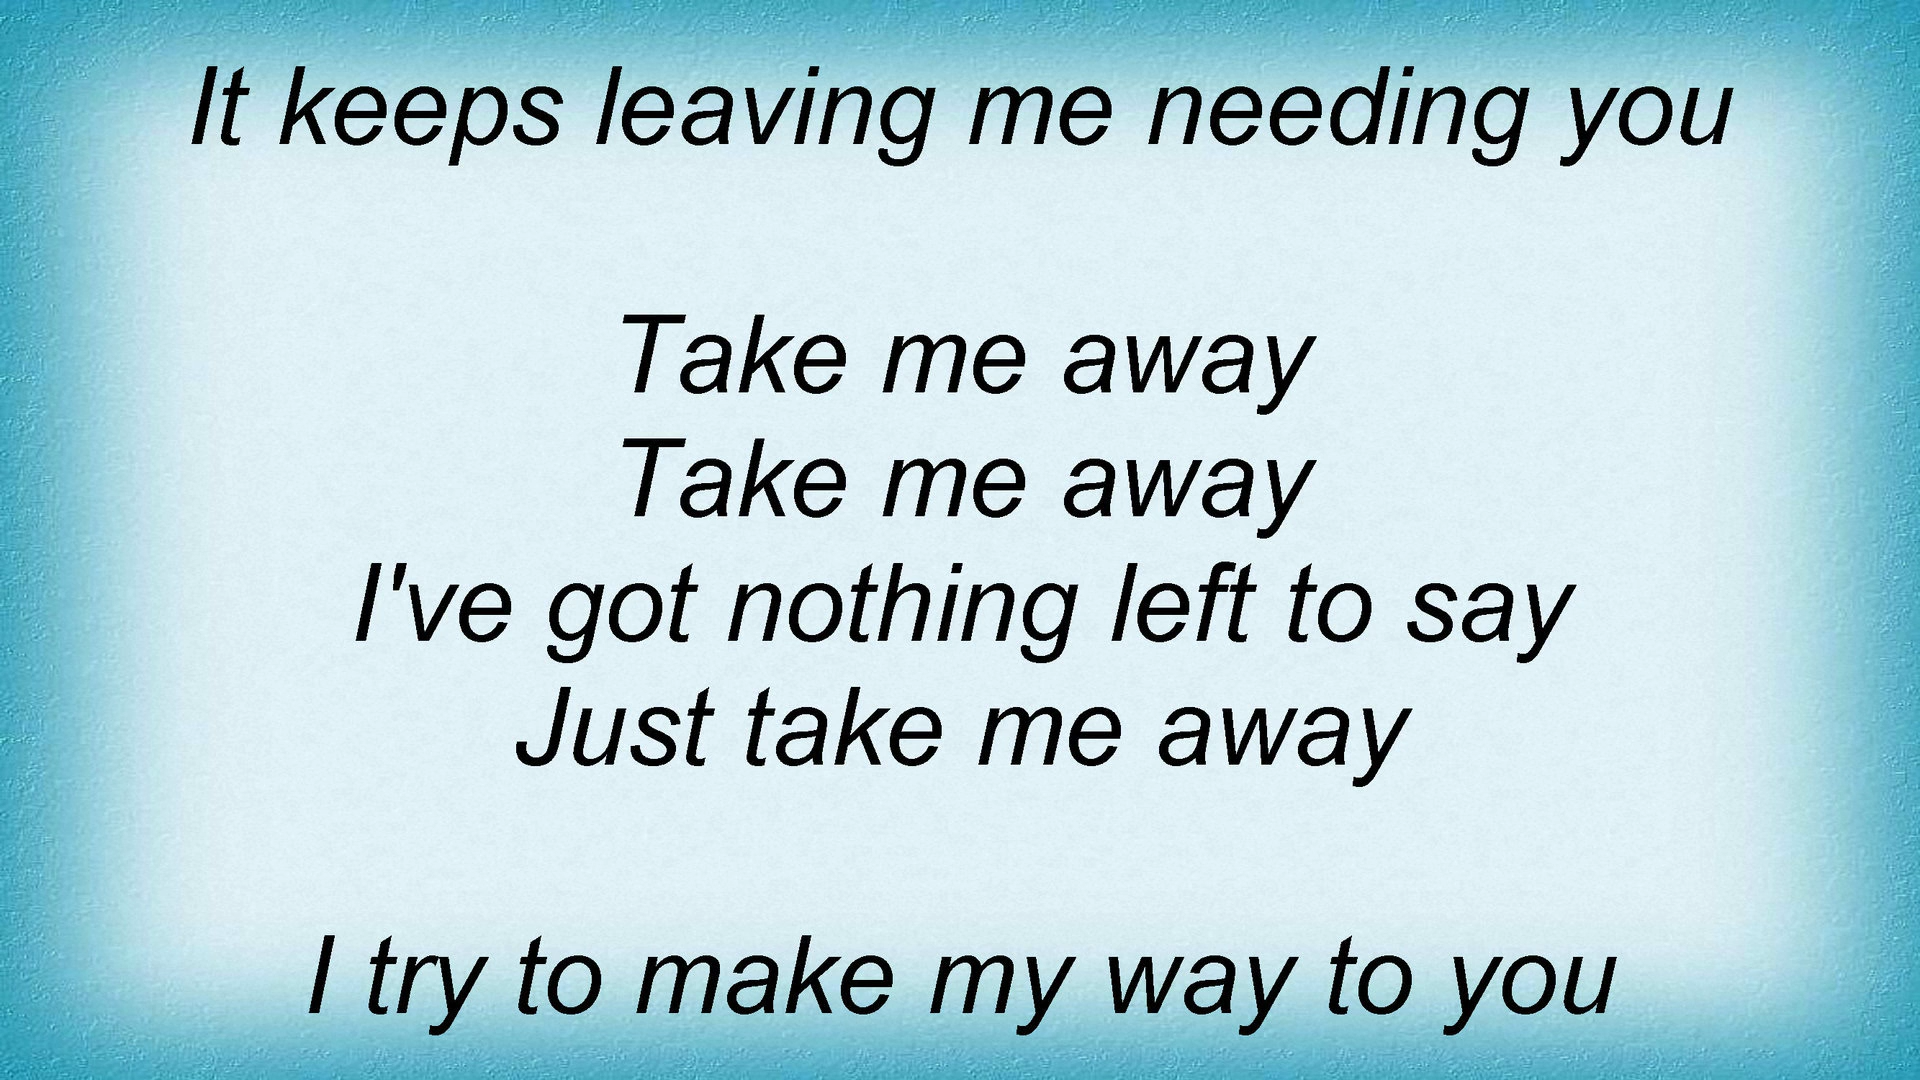 It keeps leaving me needing you
Take me away
Take me away
I've got nothing left to say
Just take me away
I try to make my way to you